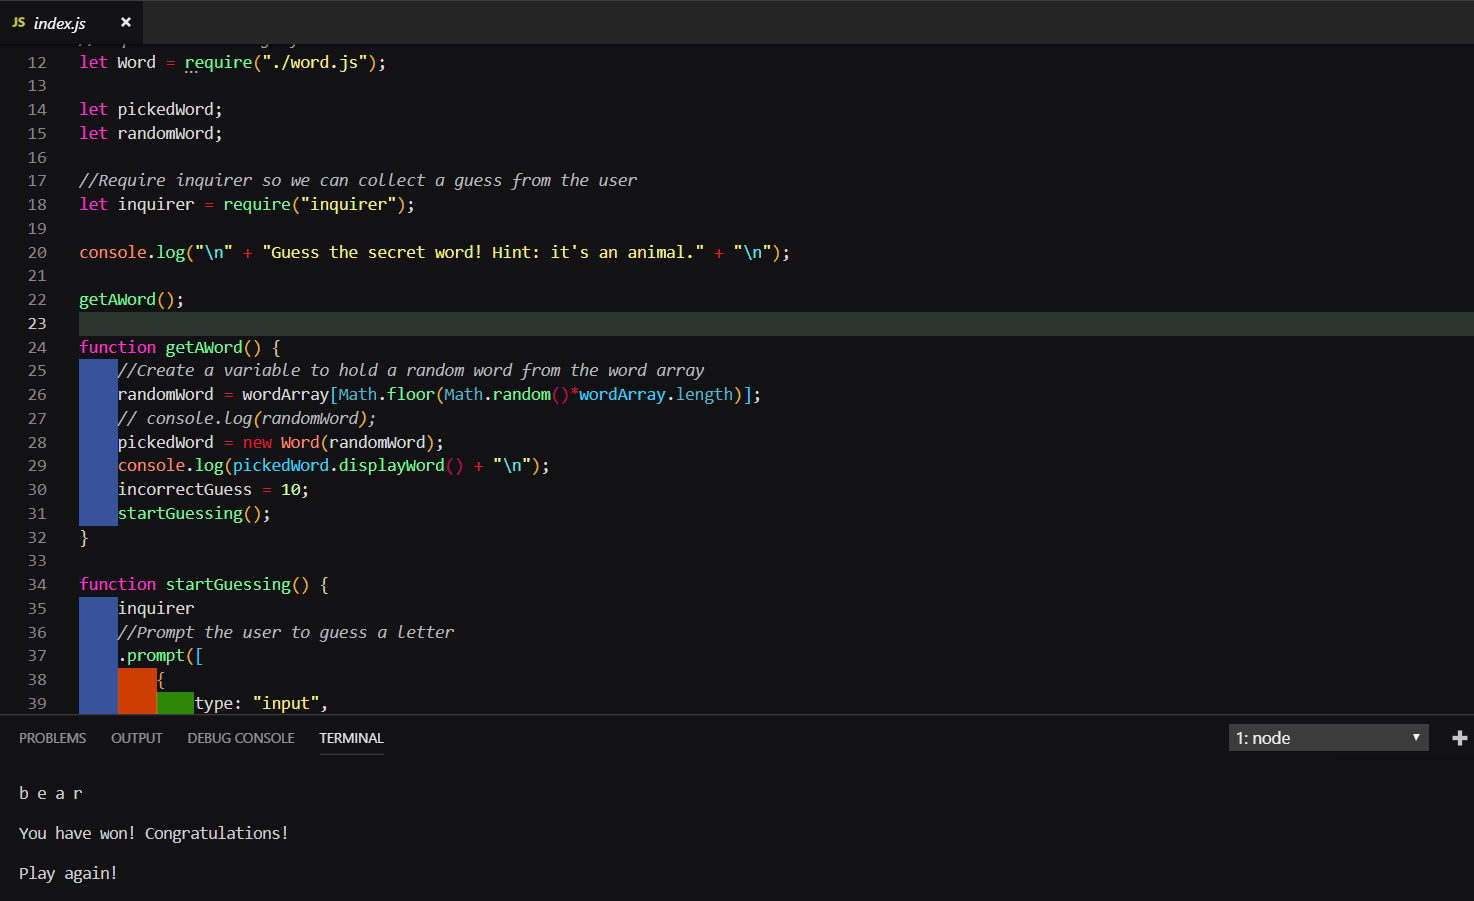 JS index.js ×
12 let Word = require("./word.js");
13
14 let pickedWord;
15 let randomWord;
16
17 //Require inquirer so we can collect a guess from the user
18 let inquirer = require("inquirer");
19
20 console.log("\n" + "Guess the secret word! Hint: it's an animal." + "\n");
21
22 getAWord();
23
24 function getAWord() {
25 //Create a variable to hold a random word from the word array
26 randomWord = wordArray[Math.floor(Math.random()*wordArray.length)];
27 // console.log(randomWord);
28 pickedWord = new Word(randomWord);
29 console.log(pickedWord.displayWord() + "\n");
30 incorrectGuess = 10;
31 startGuessing();
32 }
33
34 function startGuessing() {
35 inquirer
36 //Prompt the user to guess a letter
37 .prompt([
38 {
39 type: "input",
PROBLEMS OUTPUT DEBUG CONSOLE TERMINAL 1: node
b e a r
You have won! Congratulations!
Play again!